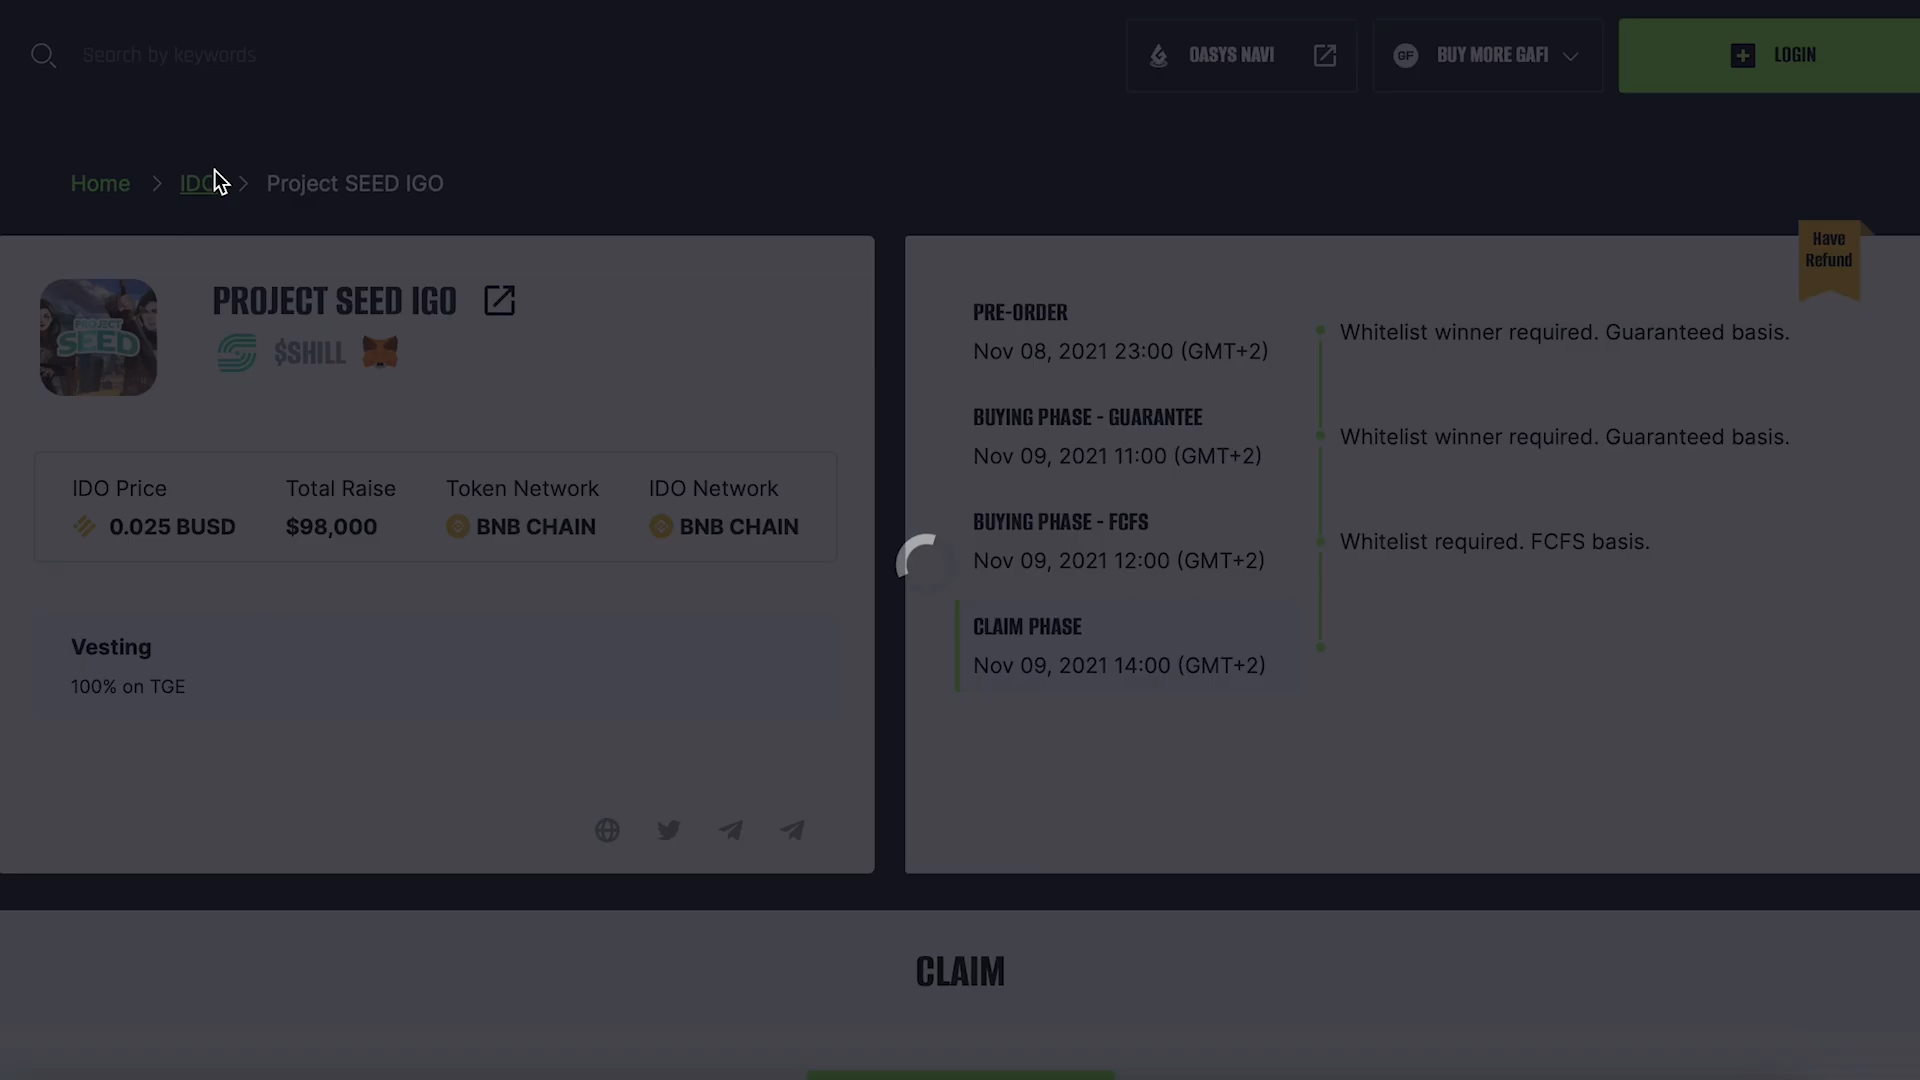 Search by keywords
OASYS NAVI
GF
BUY MORE GAFI
LOGIN
Home
IDO
Project SEED IGO
Have
Refund
PROJECT SEED IGO
PROJECT
SEED
$SHILL
IDO Price
Total Raise
Token Network
IDO Network
0.025 BUSD
$98,000
BNB CHAIN
BNB CHAIN
Vesting
100% on TGE
PRE-ORDER
Nov 08, 2021 23:00 (GMT+2)
Whitelist winner required. Guaranteed basis.
BUYING PHASE - GUARANTEE
Nov 09, 2021 11:00 (GMT+2)
Whitelist winner required. Guaranteed basis.
BUYING PHASE - FCFS
Nov 09, 2021 12:00 (GMT+2)
Whitelist required. FCFS basis.
CLAIM PHASE
Nov 09, 2021 14:00 (GMT+2)
CLAIM